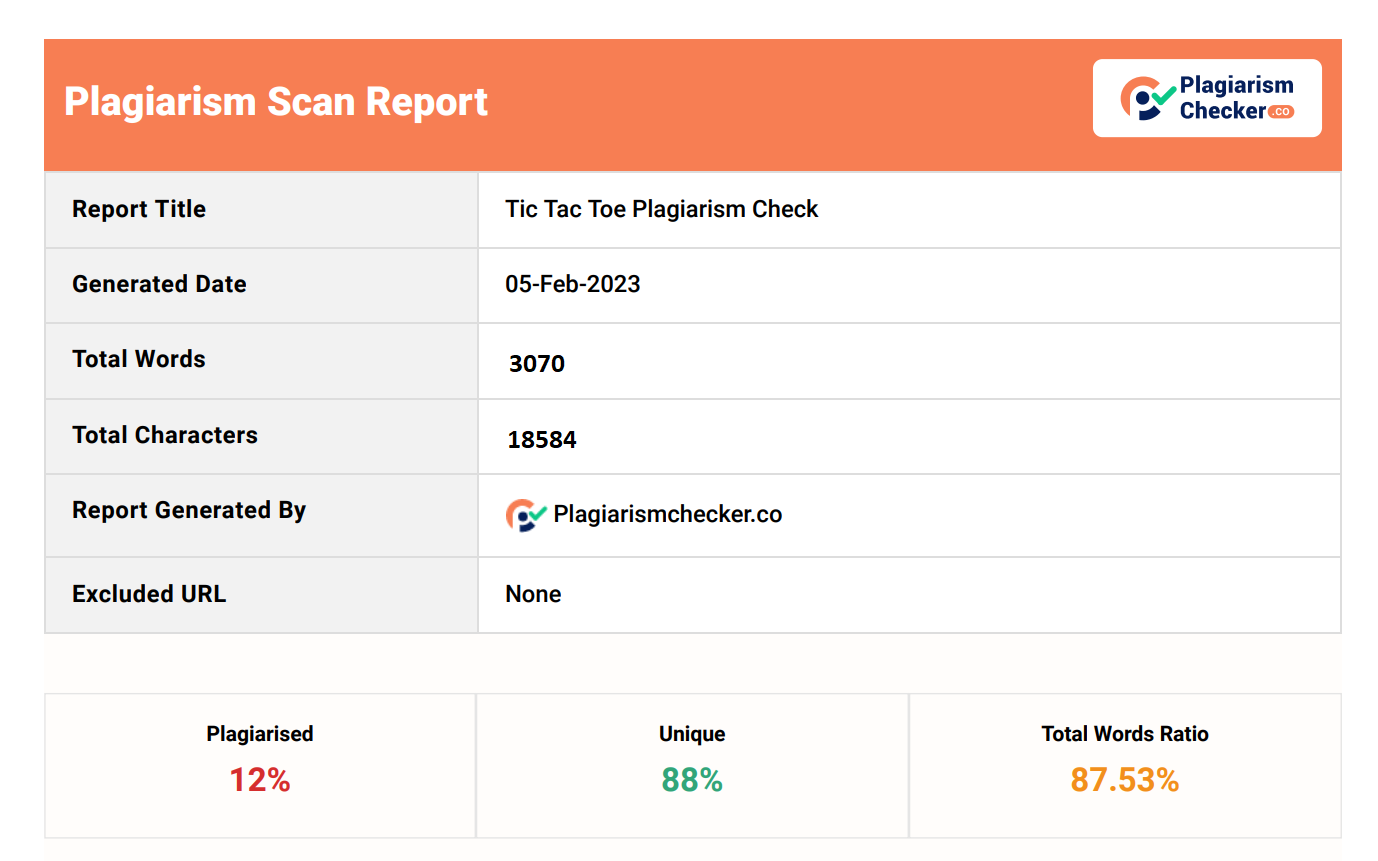 Plagiarism Scan Report
Plagiarism
Checker.co
Report Title
Tic Tac Toe Plagiarism Check
Generated Date
05-Feb-2023
Total Words
3070
Total Characters
18584
Report Generated By
Plagiarismchecker.co
Excluded URL
None
Plagiarised
Unique
Total Words Ratio
12%
88%
87.53%